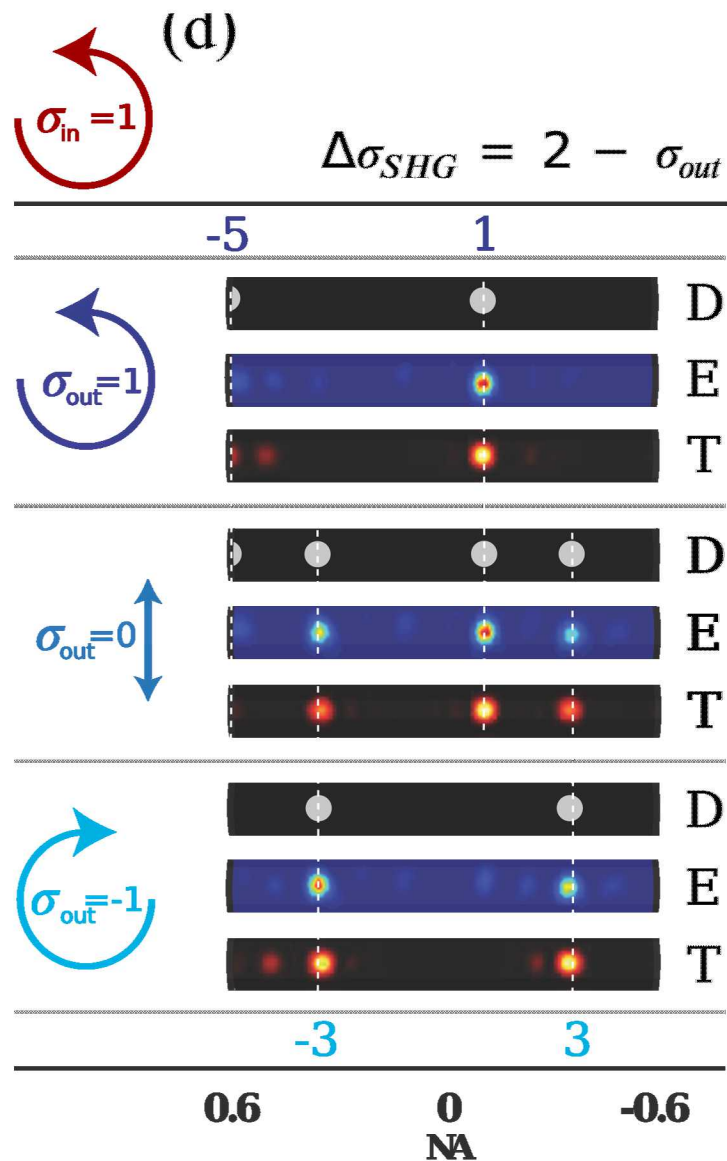 (d)
σin =1
ΔσSHG = 2 − σout
-5 1
D
σout=1
E
T
D
σout=0
E
T
D
σout=-1
E
T
-3 3
0.6 0 -0.6
NA